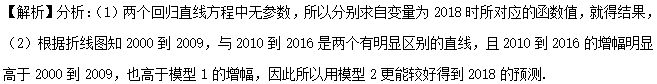 【解析】分析：（1）两个回归直线方程中无参数，所以分别求自变量为 2018 时所对应的函数值，就得结果，
（2）根据折线图知 2000 到 2009，与 2010 到 2016 是两个有明显区别的直线，且 2010 到 2016 的增幅明显
高于 2000 到 2009，也高于模型 1 的增幅，因此所以用模型 2 更能较好得到 2018 的预测.